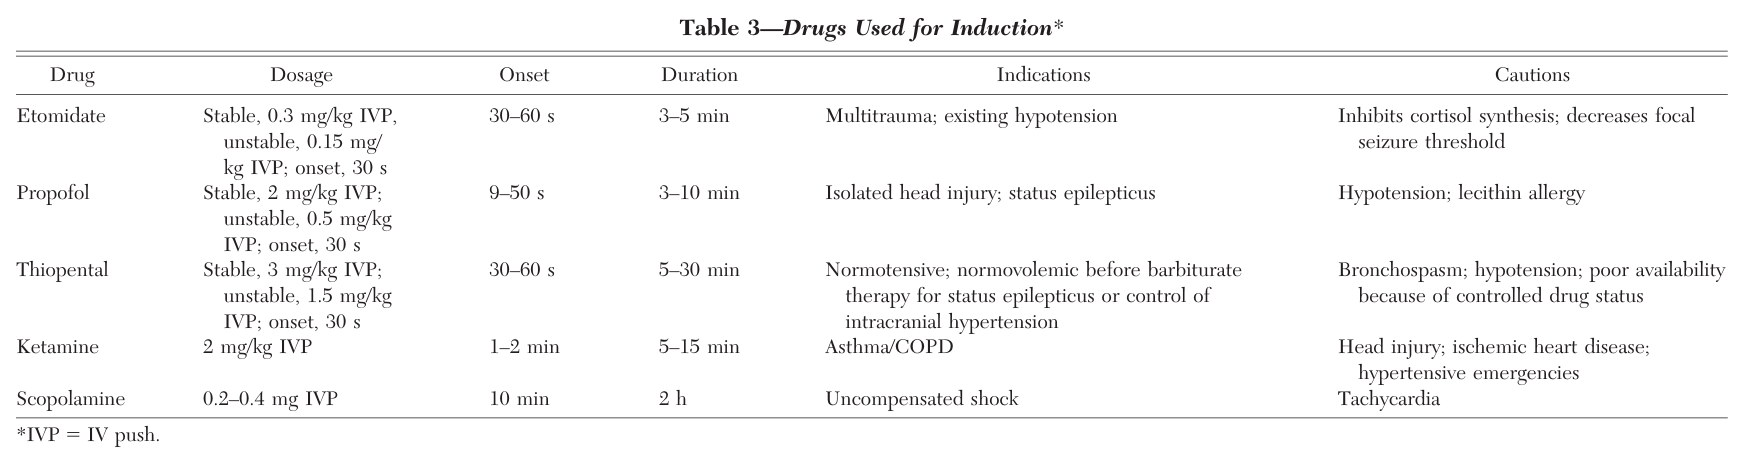 Table 3—Drugs Used for Induction*
Drug Dosage Onset Duration Indications Cautions
Etomidate Stable, 0.3 mg/kg IVP, 30–60 s 3–5 min Multitrauma; existing hypotension Inhibits cortisol synthesis; decreases focal
unstable, 0.15 mg/ seizure threshold
kg IVP; onset, 30 s
Propofol Stable, 2 mg/kg IVP; 9–50 s 3–10 min Isolated head injury; status epilepticus Hypotension; lecithin allergy
unstable, 0.5 mg/kg
IVP; onset, 30 s
Thiopental Stable, 3 mg/kg IVP; 30–60 s 5–30 min Normotensive; normovolemic before barbiturate Bronchospasm; hypotension; poor availability
unstable, 1.5 mg/kg therapy for status epilepticus or control of because of controlled drug status
IVP; onset, 30 s intracranial hypertension
Ketamine 2 mg/kg IVP 1–2 min 5–15 min Asthma/COPD Head injury; ischemic heart disease;
hypertensive emergencies
Scopolamine 0.2–0.4 mg IVP 10 min 2 h Uncompensated shock Tachycardia
*IVP = IV push.